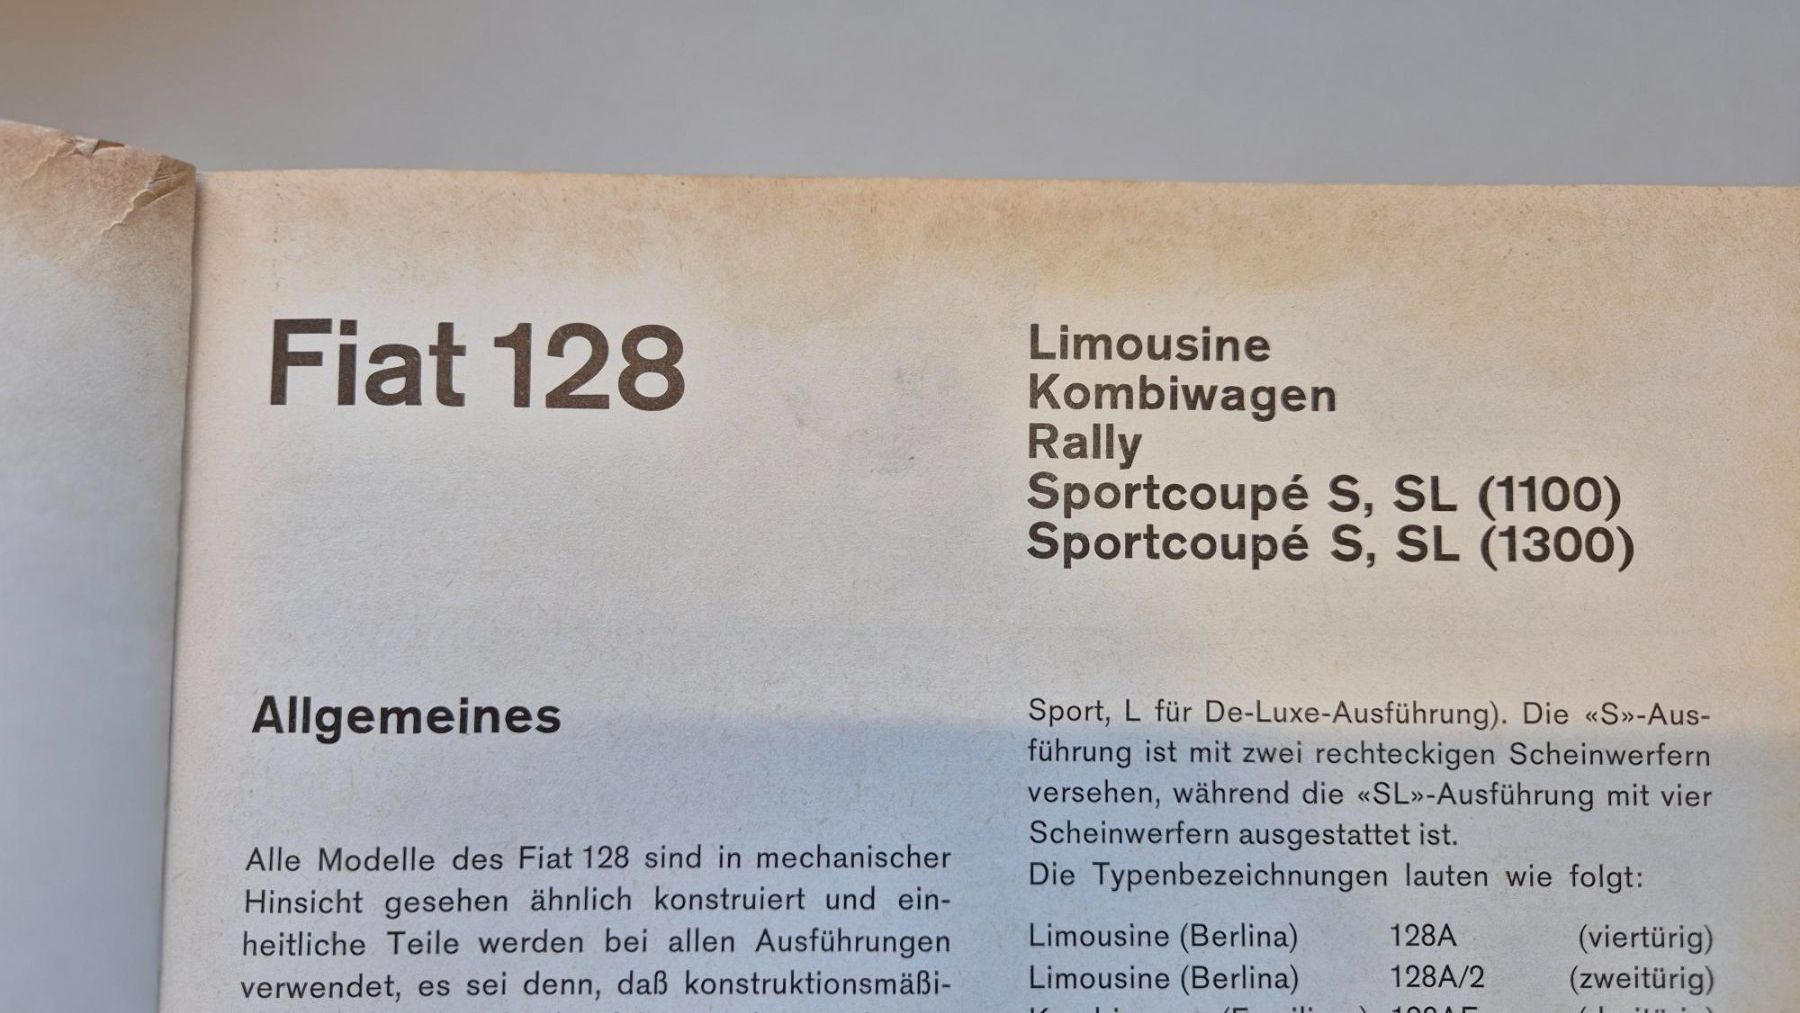 Fiat 128
Limousine
Kombiwagen
Rally
Sportcoupé S, SL (1100)
Sportcoupé S, SL (1300)
Allgemeines
Alle Modelle des Fiat 128 sind in mechanischer
Hinsicht gesehen ähnlich konstruiert und ein-
heitliche Teile werden bei allen Ausführungen
verwendet, es sei denn, daß konstruktionsmäßi-
Sport, L für De-Luxe-Ausführung). Die «S»-Aus-
führung ist mit zwei rechteckigen Scheinwerfern
versehen, während die «SL»-Ausführung mit vier
Scheinwerfern ausgestattet ist.
Die Typenbezeichnungen lauten wie folgt:
Limousine (Berlina) 128A (viertürig)
Limousine (Berlina) 128A/2 (zweitürig)